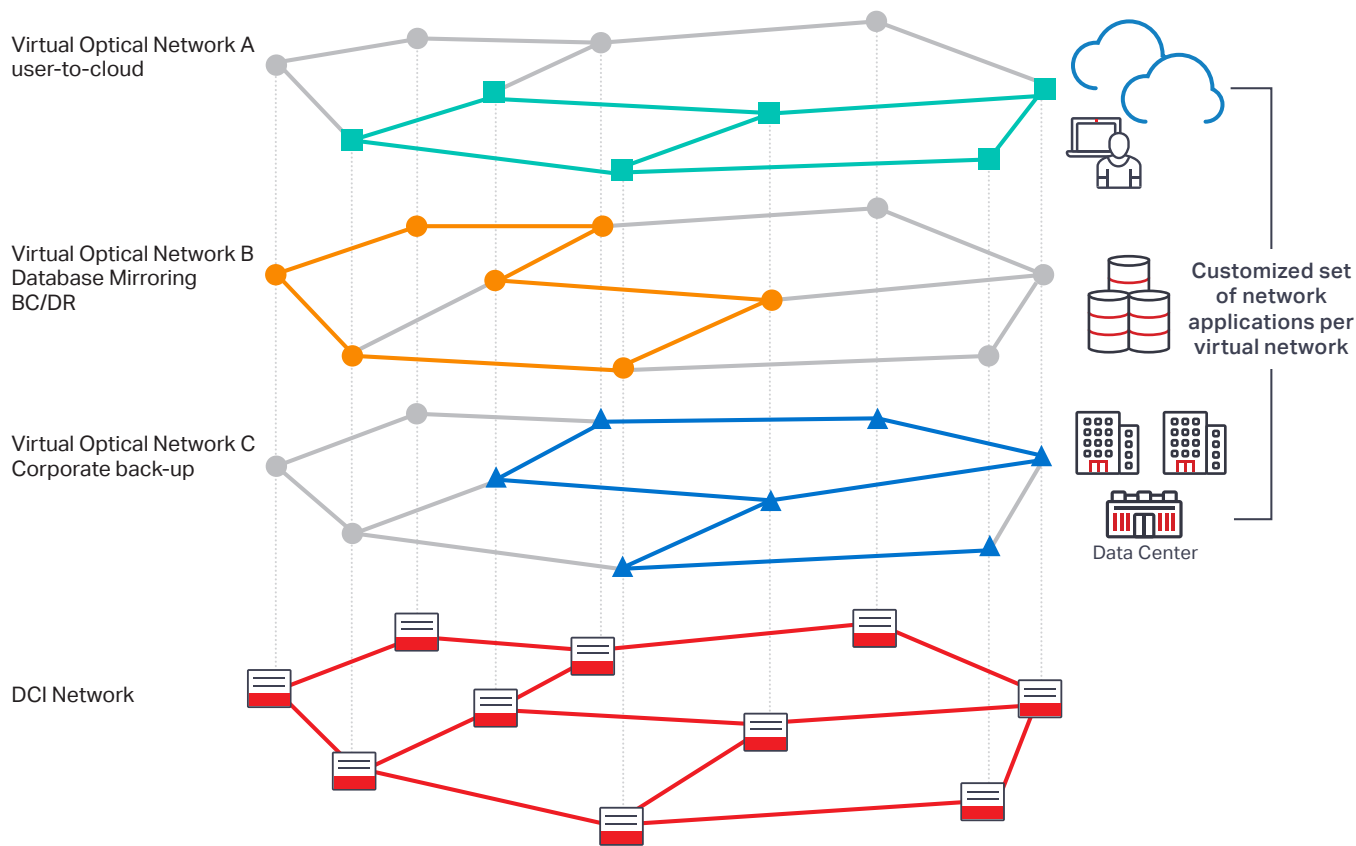 Virtual Optical Network A
user-to-cloud
Virtual Optical Network B
Database Mirroring
BC/DR
Customized set
of network
applications per
virtual network
Virtual Optical Network C
Corporate back-up
Data Center
DCI Network